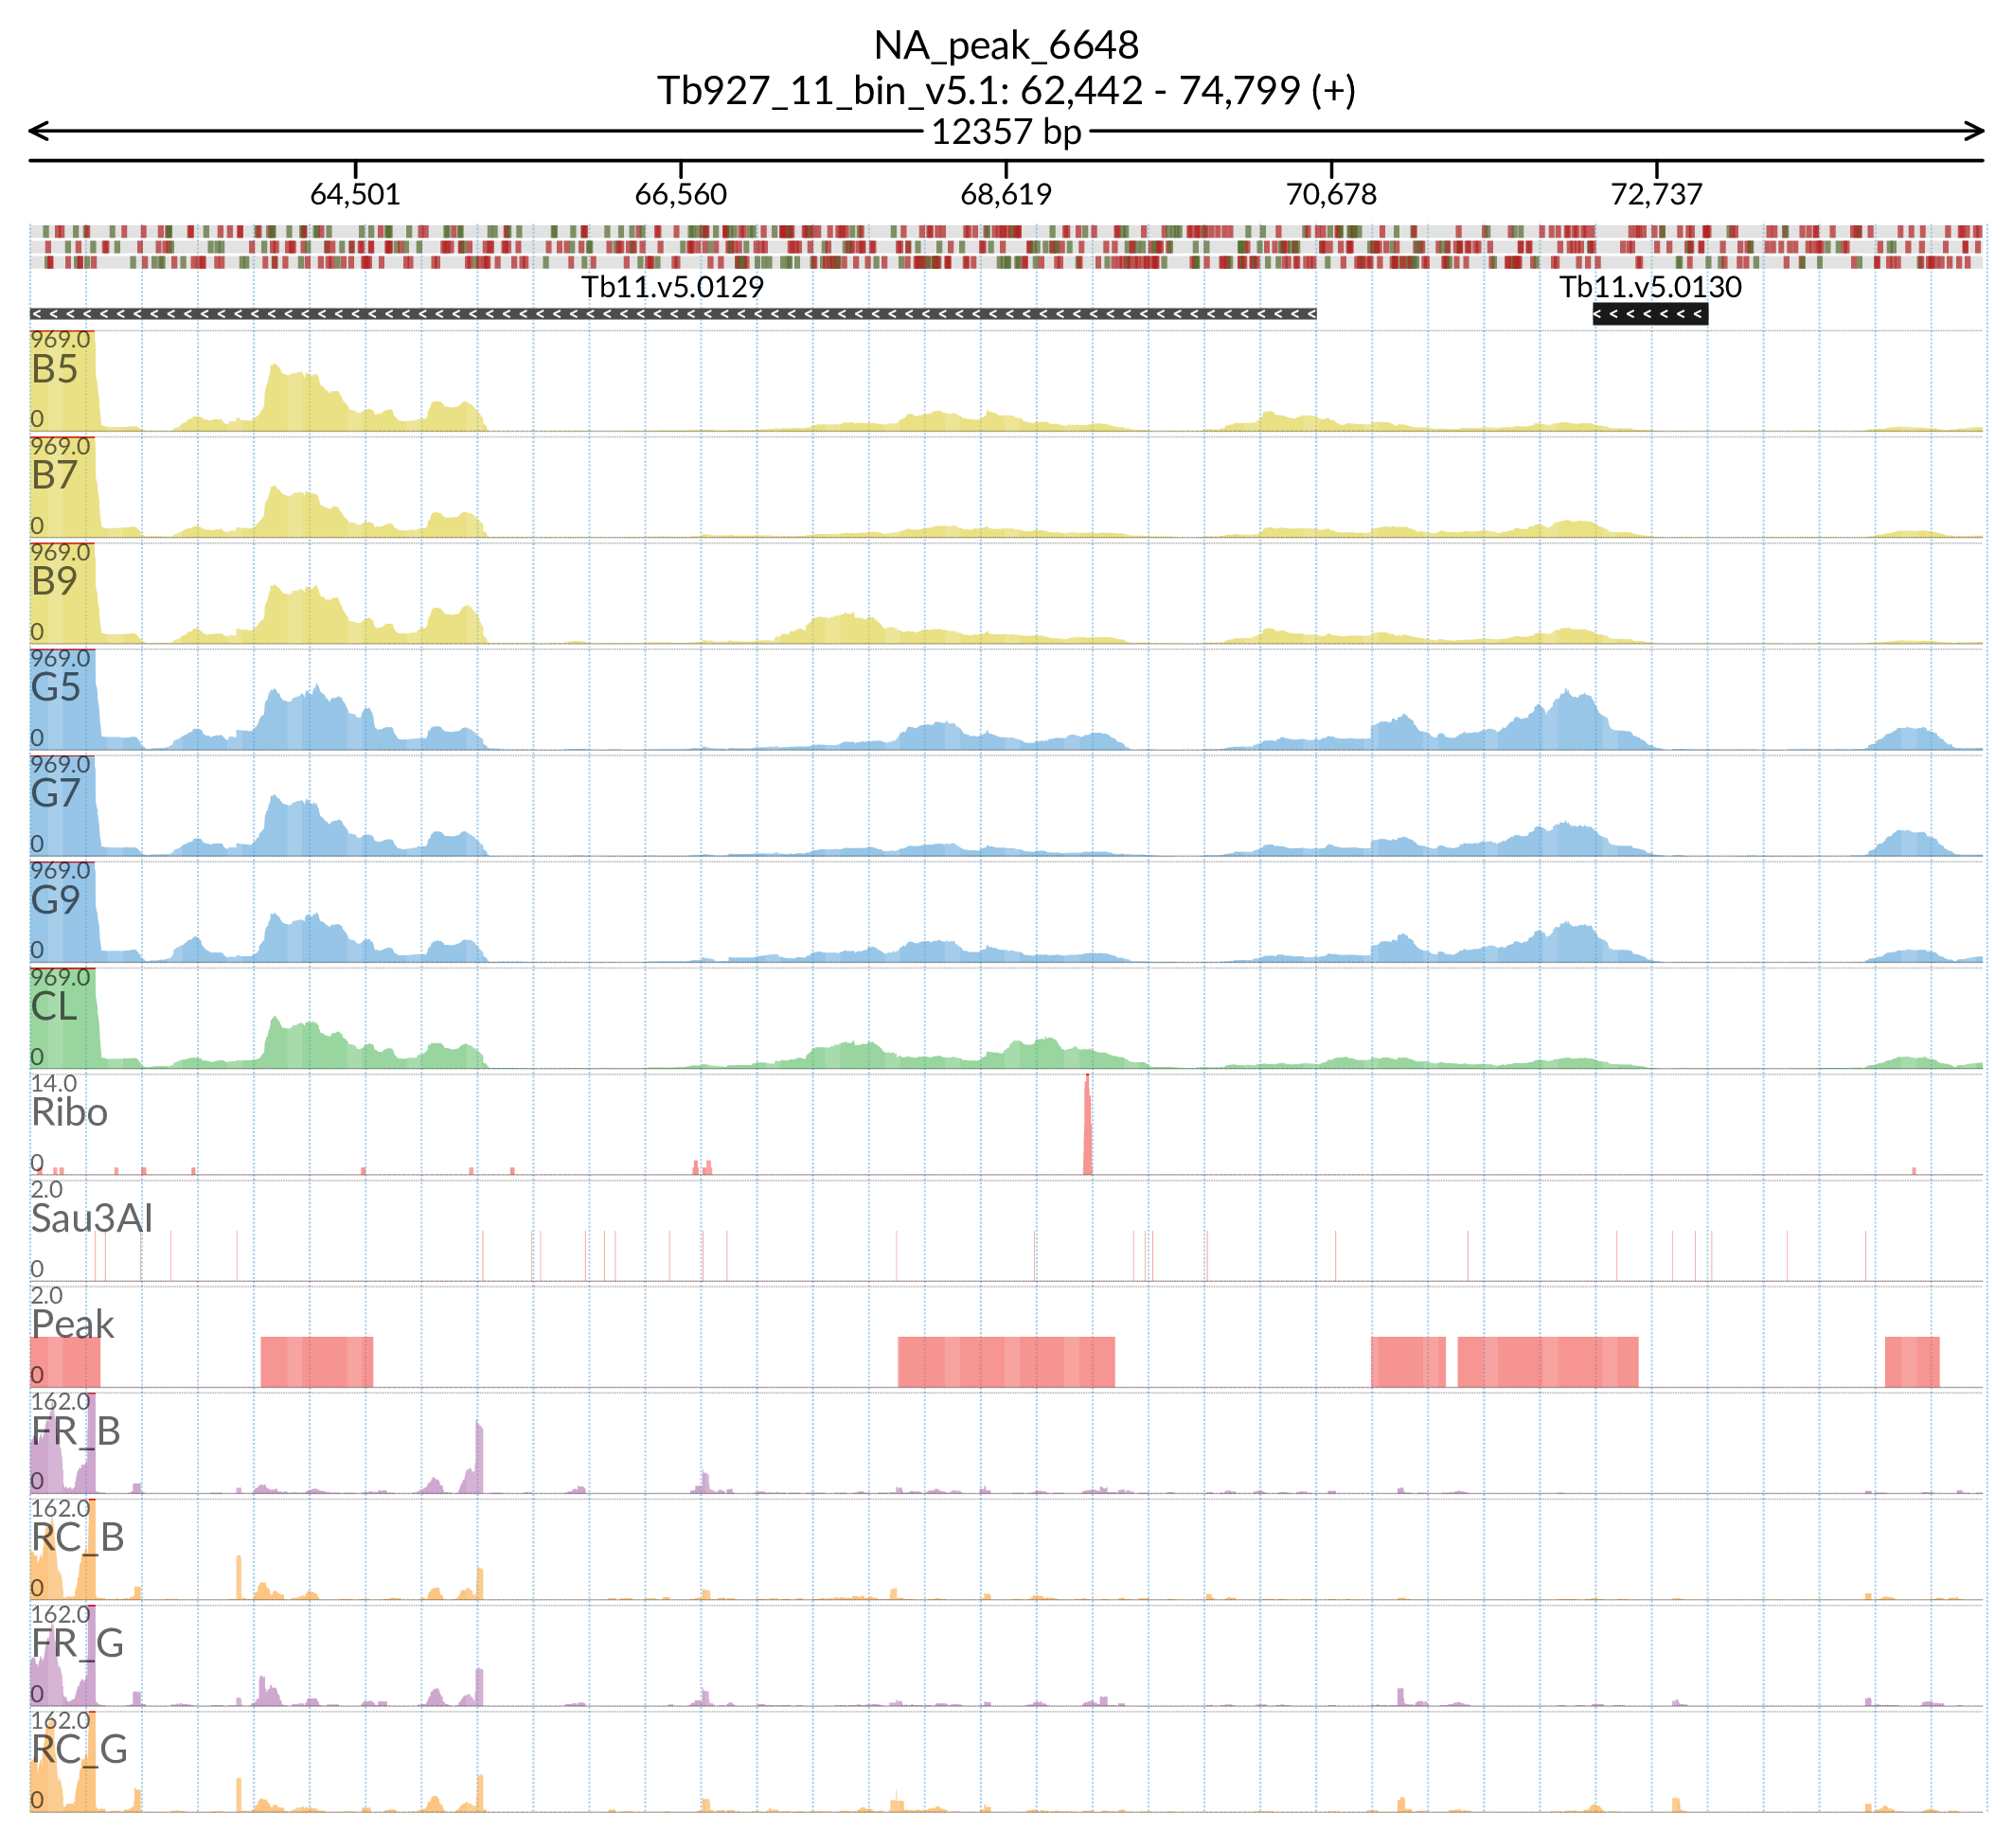 NA_peak_6648
Tb927_11_bin_v5.1: 62,442 - 74,799 (+)
12357 bp
64,501 66,560 68,619 70,678 72,737
Tb11.v5.0129 Tb11.v5.0130
969.0
B5
0
969.0
B7
0
969.0
B9
0
969.0
G5
0
969.0
G7
0
969.0
G9
0
969.0
CL
0
14.0
Ribo
0
2.0
Sau3AI
0
2.0
Peak
0
162.0
FR_B
0
162.0
RC_B
0
162.0
FR_G
0
162.0
RC_G
0